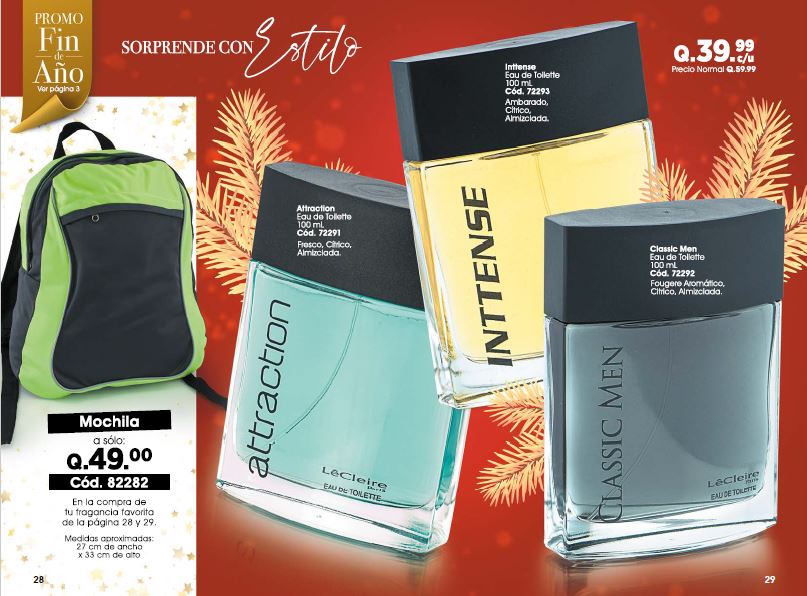 PROMO
Fin
de
Año
Ver página 3
SORPRENDE CON Estilo
Q.39.99
c/u
Precio Normal Q.59.99
Inttense
Eau de Toilette
100 ml.
Cód. 72293
Ambarado,
Cítrico,
Almizclada.
Attraction
Eau de Toilette
100 ml.
Cód. 72291
Fresco, Cítrico,
Almizclada.
Classic Men
Eau de Toilette
100 ml.
Cód. 72292
Fougere Aromático,
Cítrico, Almizclada.
INTTENSE
attraction
LèCleire
Paris
EAU DE TOILETTE
CLASSIC MEN
LèCleire
Paris
EAU DE TOILETTE
Mochila
a sólo:
Q.49.00
Cód. 82282
En la compra de
tu fragancia favorita
de la página 28 y 29.
Medidas aproximadas:
27 cm de ancho
x 33 cm de alto
28
29